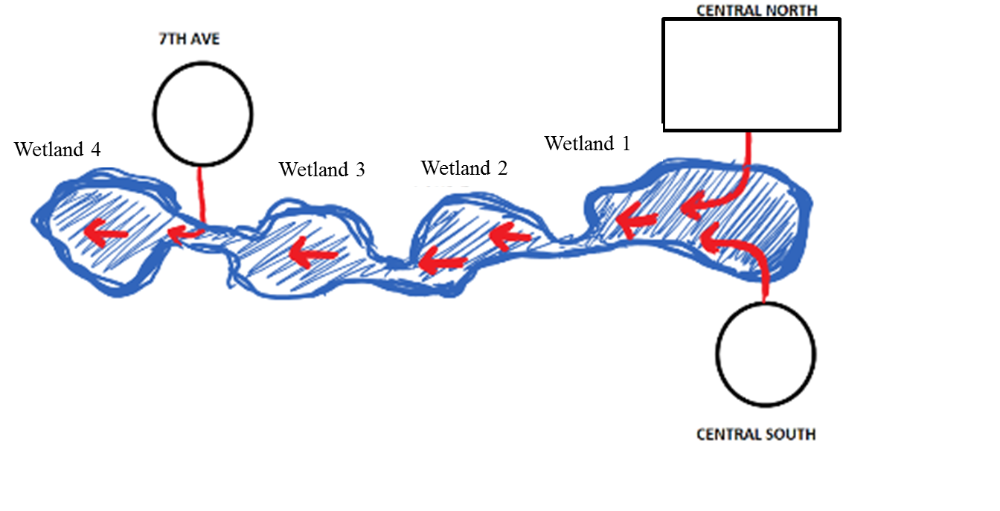 CENTRAL NORTH
7TH AVE
Wetland 4
Wetland 3
Wetland 2
Wetland 1
CENTRAL SOUTH